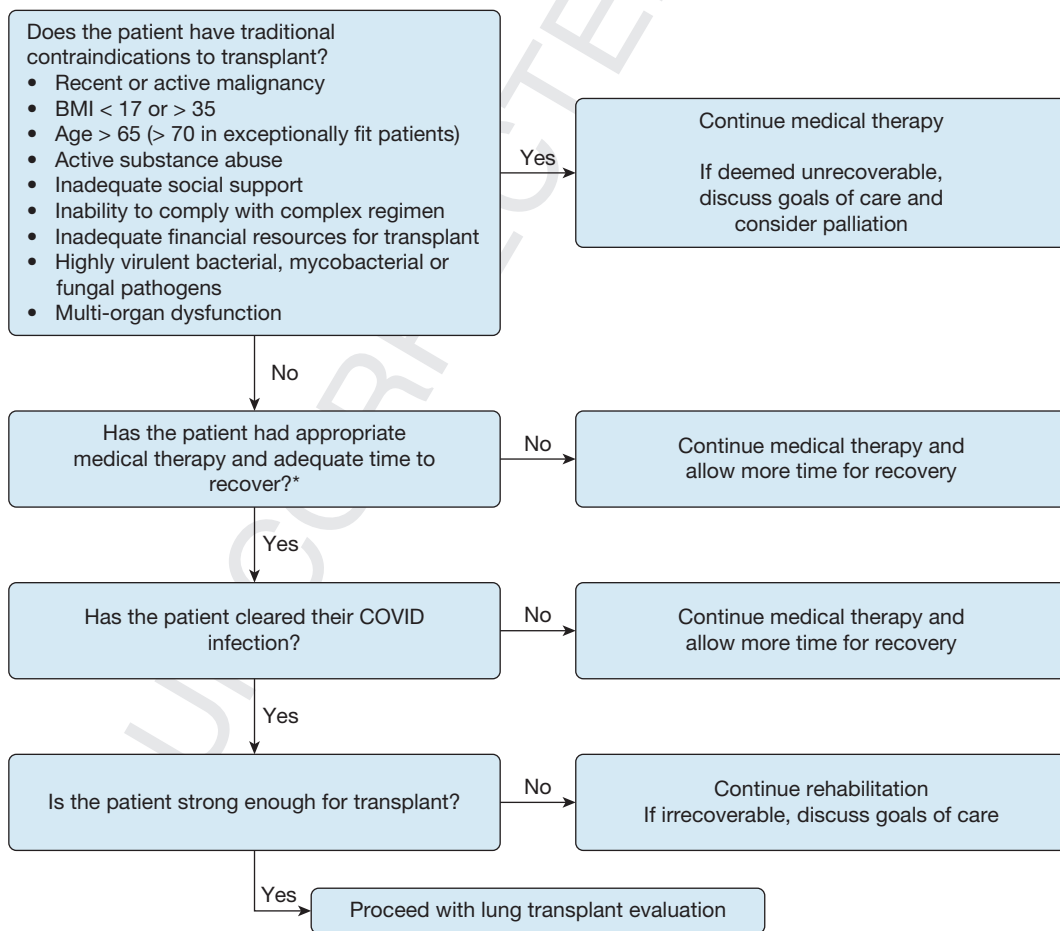 Does the patient have traditional
contraindications to transplant?
• Recent or active malignancy
• BMI < 17 or > 35
• Age > 65 (> 70 in exceptionally fit patients)
• Active substance abuse
• Inadequate social support
• Inability to comply with complex regimen
• Inadequate financial resources for transplant
• Highly virulent bacterial, mycobacterial or
fungal pathogens
• Multi-organ dysfunction
Yes
Continue medical therapy
If deemed unrecoverable,
discuss goals of care and
consider palliation
No
Has the patient had appropriate
medical therapy and adequate time to
recover?*
No
Continue medical therapy and
allow more time for recovery
Yes
Has the patient cleared their COVID
infection?
No
Continue medical therapy and
allow more time for recovery
Yes
Is the patient strong enough for transplant?
No
Continue rehabilitation
If irrecoverable, discuss goals of care
Yes
Proceed with lung transplant evaluation